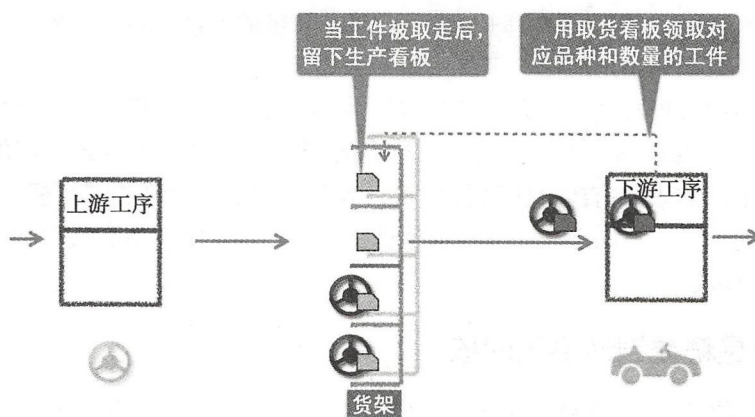 当工件被取走后，
留下生产看板
用取货看板领取对
应品种和数量的工件
上游工序
下游工序
货架